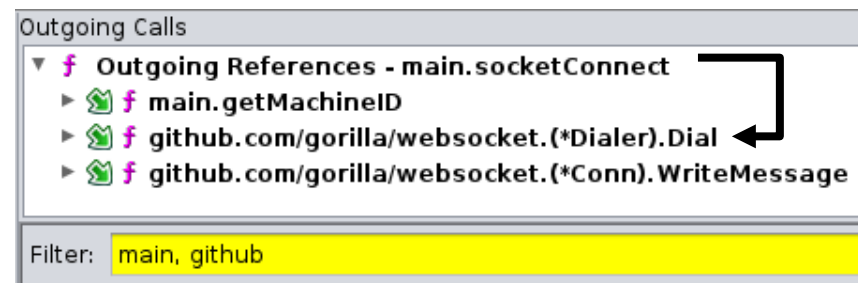 Outgoing Calls
f Outgoing References - main.socketConnect
f main.getMachineID
f github.com/gorilla/websocket.(*Dialer).Dial
f github.com/gorilla/websocket.(*Conn).WriteMessage
Filter: main, github